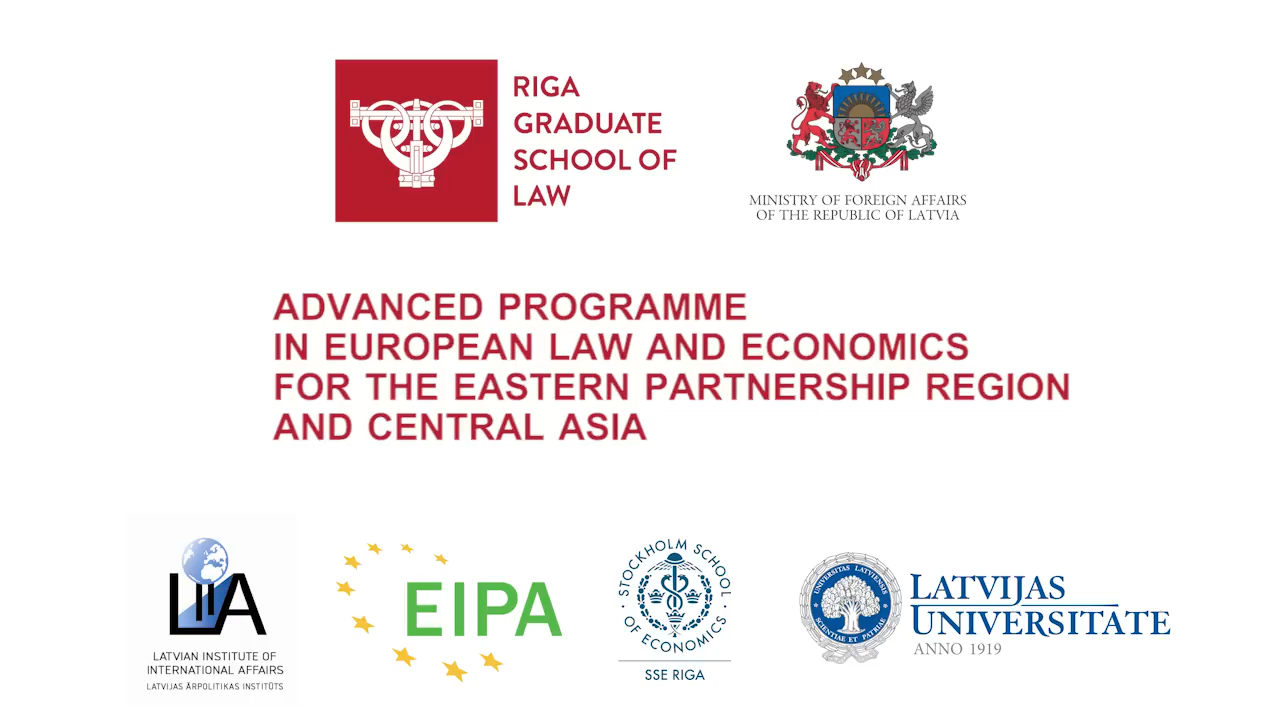 RIGA
GRADUATE
SCHOOL OF
LAW
MINISTRY OF FOREIGN AFFAIRS
OF THE REPUBLIC OF LATVIA
ADVANCED PROGRAMME
IN EUROPEAN LAW AND ECONOMICS
FOR THE EASTERN PARTNERSHIP REGION
AND CENTRAL ASIA
LIIA
LATVIAN INSTITUTE OF
INTERNATIONAL AFFAIRS
LATVIJAS ĀRPOLITIKAS INSTITŪTS
EIPA
STOCKHOLM SCHOOL
OF ECONOMICS
SSE RIGA
UNIVERSITAS LATVIENSIS
SCIENTIAE ET PATRIAE
LATVIJAS
UNIVERSITĀTE
ANNO 1919